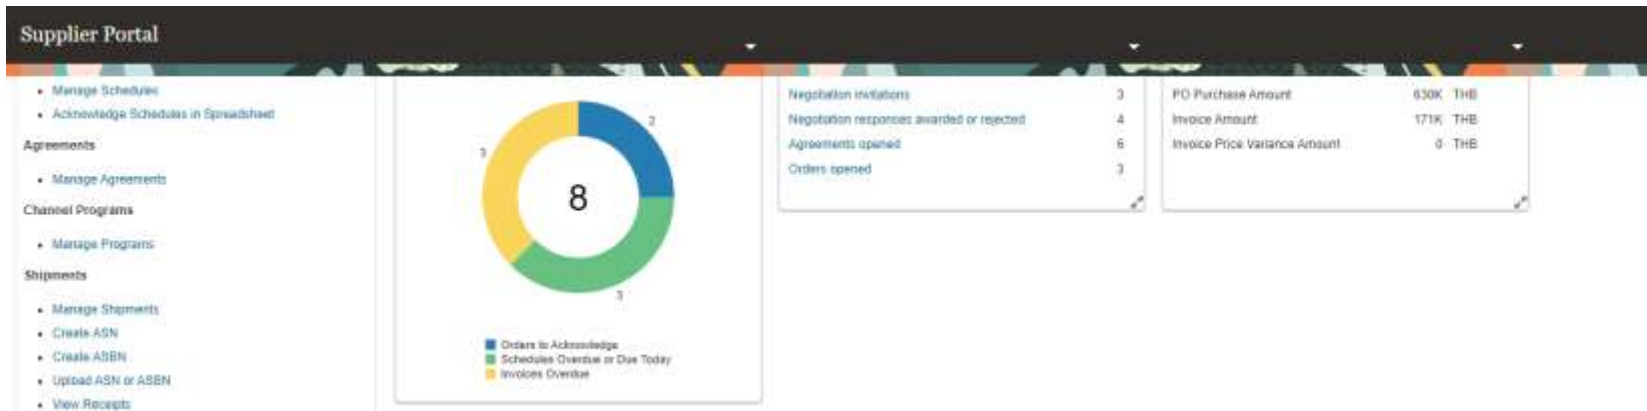 Supplier Portal
Manage Schedules
Acknowledge Schedules in Spreadsheet
Agreements
Manage Agreements
Channel Programs
Manage Programs
Shipments
Manage Shipments
Create ASN
Create ASBN
Upload ASN or ASBN
View Receipts
2
3
8
3
Orders to Acknowledge
Schedules Overdue or Due Today
Invoices Overdue
Negotiation invitations 3
Negotiation responses awarded or rejected 4
Agreements opened 6
Orders opened 3
PO Purchase Amount 630K THB
Invoice Amount 171K THB
Invoice Price Variance Amount 0 THB